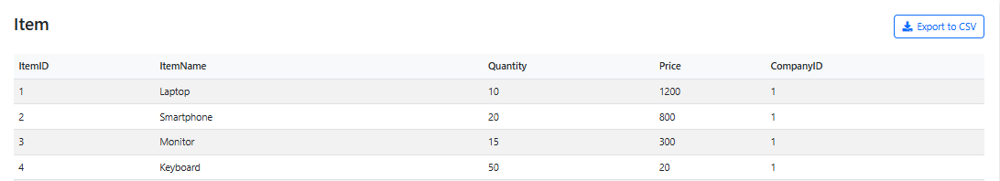 Item
Export to CSV
ItemID ItemName Quantity Price CompanyID
1 Laptop 10 1200 1
2 Smartphone 20 800 1
3 Monitor 15 300 1
4 Keyboard 50 20 1